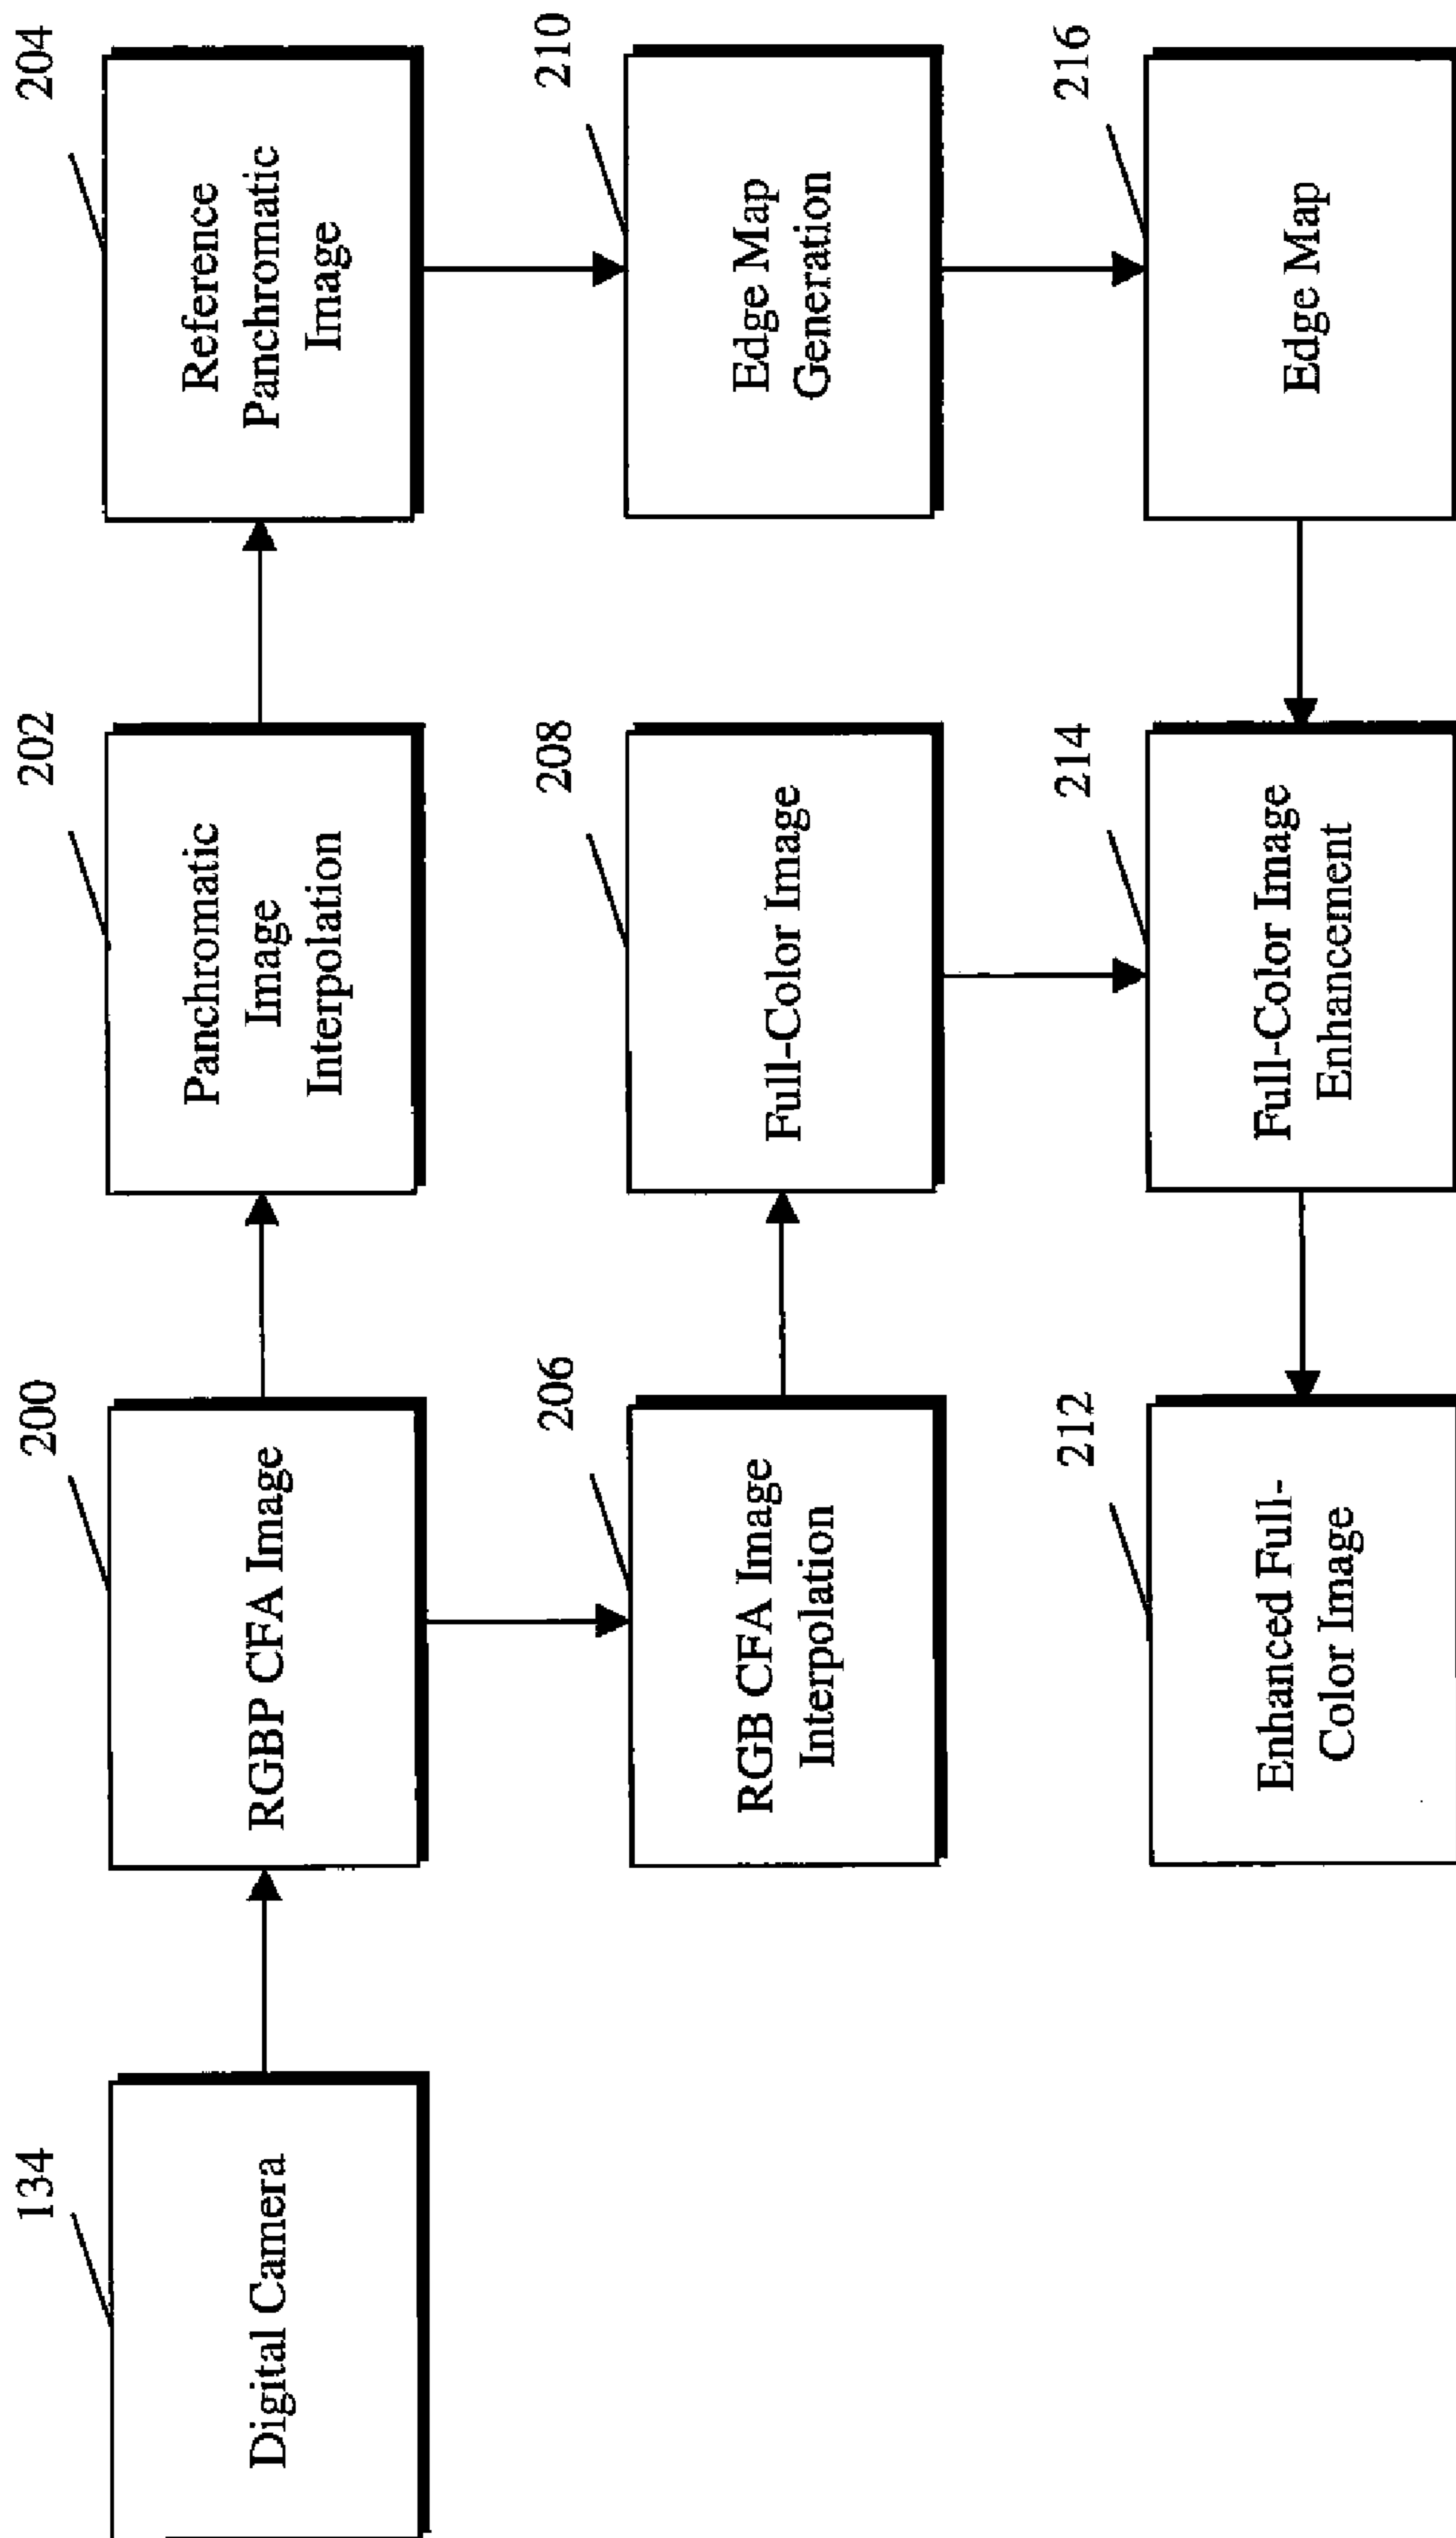 134
Digital Camera
200
RGBP CFA Image
202
Panchromatic
Image
Interpolation
204
Reference
Panchromatic
Image
206
RGB CFA Image
Interpolation
208
Full-Color Image
210
Edge Map
Generation
212
Enhanced Full-
Color Image
214
Full-Color Image
Enhancement
216
Edge Map